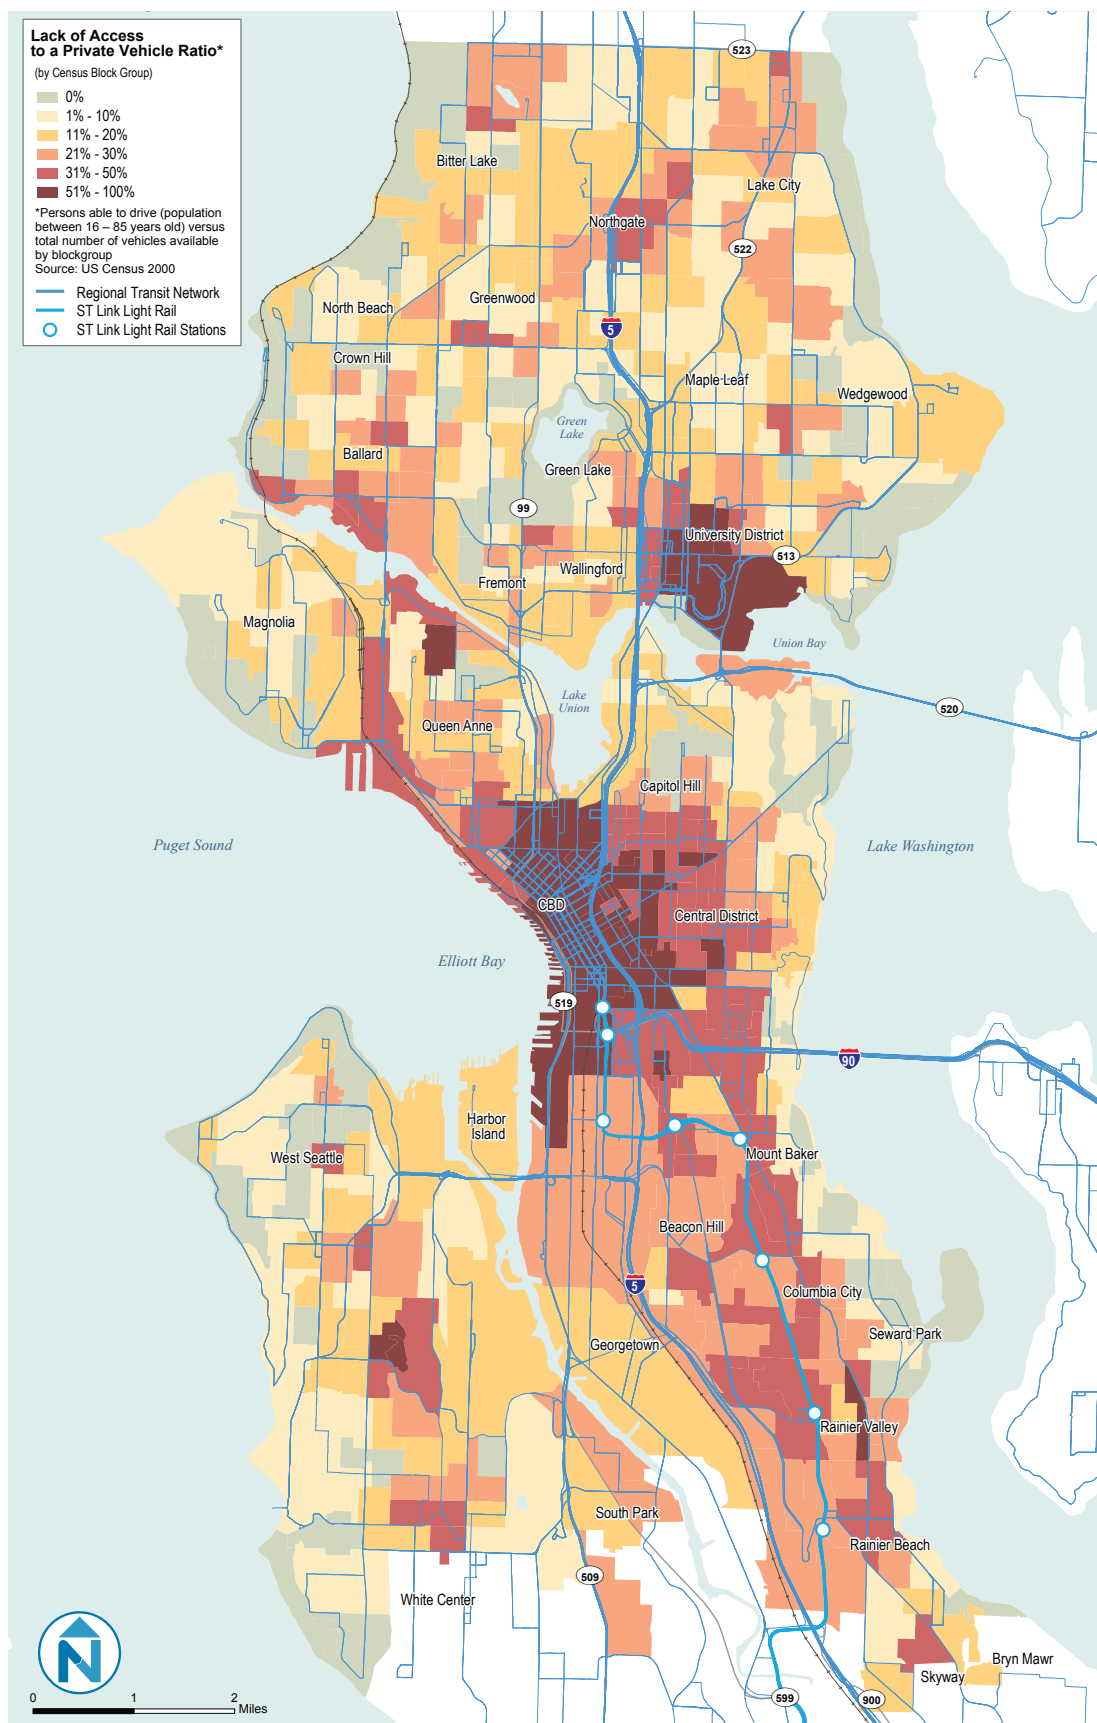 Lack of Access
to a Private Vehicle Ratio*
(by Census Block Group)
0%
1% - 10%
11% - 20%
21% - 30%
31% - 50%
51% - 100%
*Persons able to drive (population
between 16 – 85 years old) versus
total number of vehicles available
by blockgroup
Source: US Census 2000
Regional Transit Network
ST Link Light Rail
ST Link Light Rail Stations
523
Bitter Lake
Lake City
Northgate
522
North Beach
Greenwood
5
Crown Hill
Maple Leaf
Wedgewood
Green
Lake
Ballard
Green Lake
99
University District
513
Wallingford
Fremont
Magnolia
Union Bay
Lake
Union
520
Queen Anne
Capitol Hill
Puget Sound
Lake Washington
CBD
Central District
Elliott Bay
519
90
Harbor
Island
West Seattle
Mount Baker
Beacon Hill
5
Columbia City
Seward Park
Georgetown
Rainier Valley
South Park
Rainier Beach
509
White Center
Bryn Mawr
Skyway
599
900
N
0
1
2
Miles